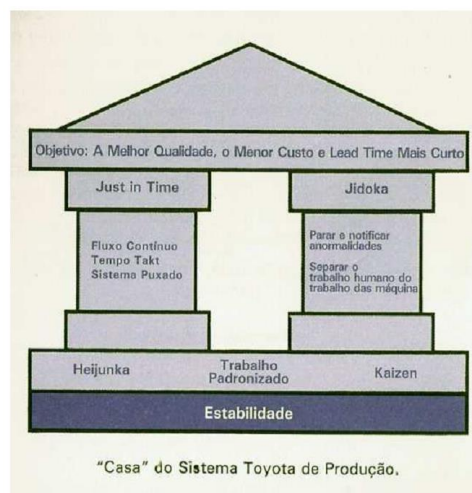 Objetivo: A Melhor Qualidade, o Menor Custo e Lead Time Mais Curto
Just in Time
Jidoka
Fluxo Contínuo
Tempo Takt
Sistema Puxado
Parar e notificar
anormalidades
Separar o
trabalho humano do
trabalho das máquina
Heijunka
Trabalho
Padronizado
Kaizen
Estabilidade
"Casa" do Sistema Toyota de Produção.